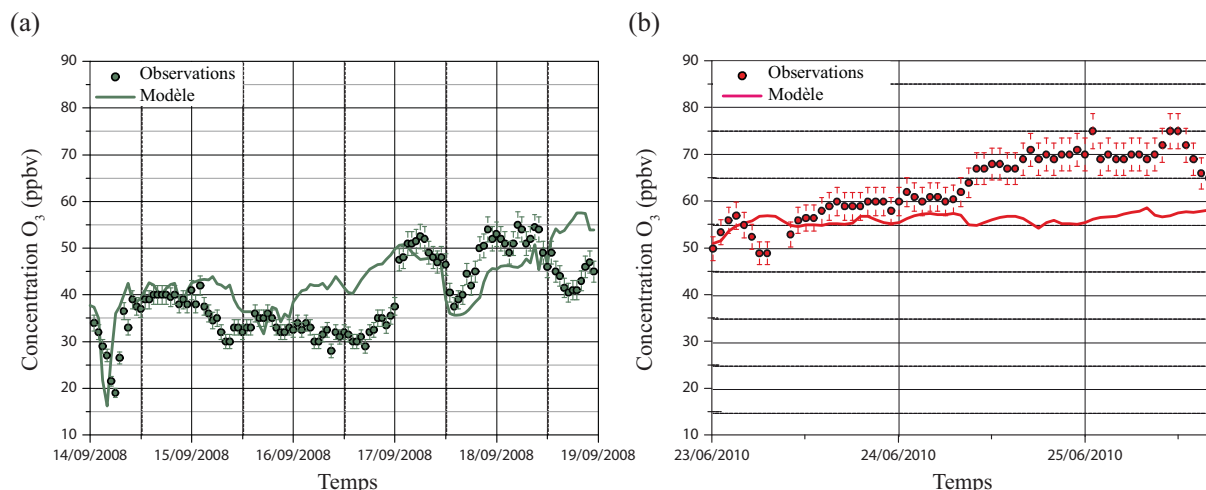 (a)
(b)
90
80
70
60
50
40
30
20
10
Concentration O3 (ppbv)
Observations
Modèle
14/09/2008
15/09/2008
16/09/2008
17/09/2008
18/09/2008
19/09/2008
Temps
90
80
70
60
50
40
30
20
10
Concentration O3 (ppbv)
Observations
Modèle
23/06/2010
24/06/2010
25/06/2010
Temps